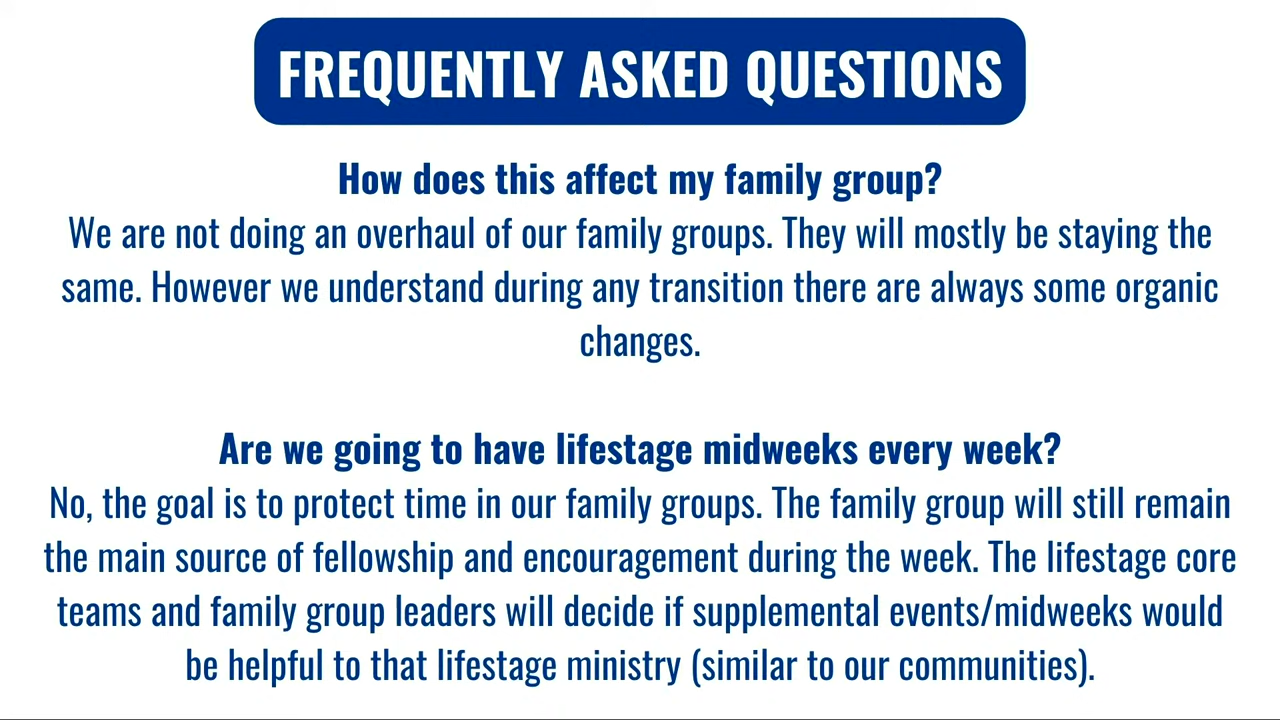 FREQUENTLY ASKED QUESTIONS
How does this affect my family group?
We are not doing an overhaul of our family groups. They will mostly be staying the
same. However we understand during any transition there are always some organic
changes.
Are we going to have lifestage midweeks every week?
No, the goal is to protect time in our family groups. The family group will still remain
the main source of fellowship and encouragement during the week. The lifestage core
teams and family group leaders will decide if supplemental events/midweeks would
be helpful to that lifestage ministry (similar to our communities).